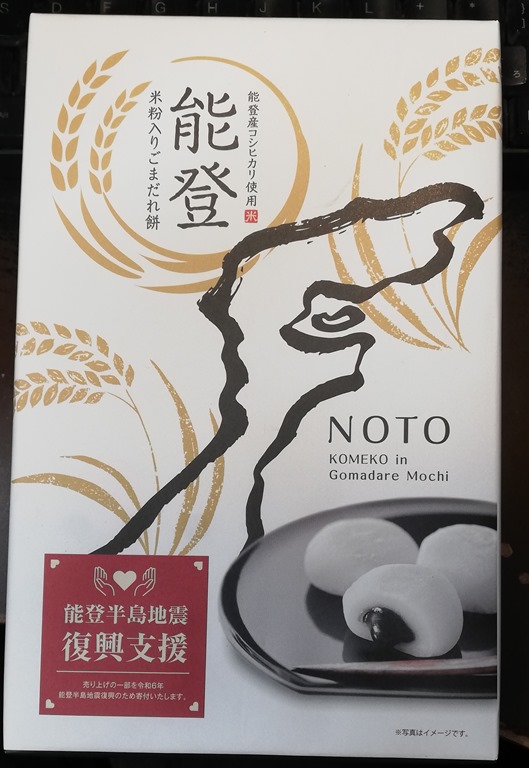 能登産コシヒカリ使用
米
能登
米粉入りごまだれ餅
NOTO
KOMEKO in
Gomadare Mochi
能登半島地震
復興支援
売り上げの一部を令和6年
能登半島地震復興のため寄付いたします。
※写真はイメージです。